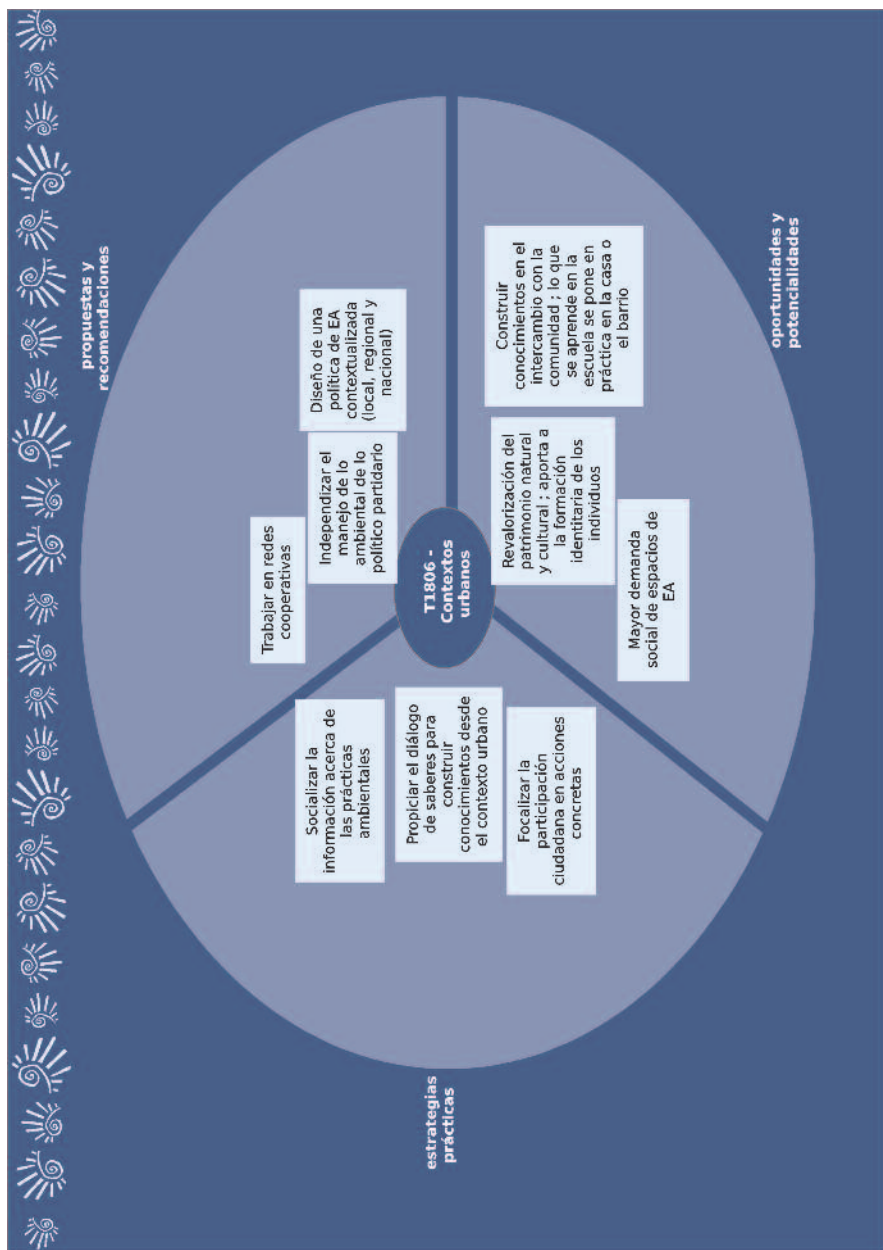 propuestas y
recomendaciones
Trabajar en redes
cooperativas
Independizar el
manejo de lo
ambiental de lo
político partidario
Diseño de una
política de EA
contextualizada
(local, regional y
nacional)
T1806 -
Contextos
urbanos
estrategias
prácticas
Socializar la
información acerca de
las prácticas
ambientales
Propiciar el diálogo
de saberes para
construir
conocimientos desde
el contexto urbano
Focalizar la
participación
ciudadana en acciones
concretas
Construir
conocimientos en el
intercambio con la
comunidad ; lo que
se aprende en la
escuela se pone en
práctica en la casa o
el barrio
Revalorización del
patrimonio natural
y cultural ; aporta a
la formación
identitaria de los
individuos
Mayor demanda
social de espacios de
EA
oportunidades y
potencialidades